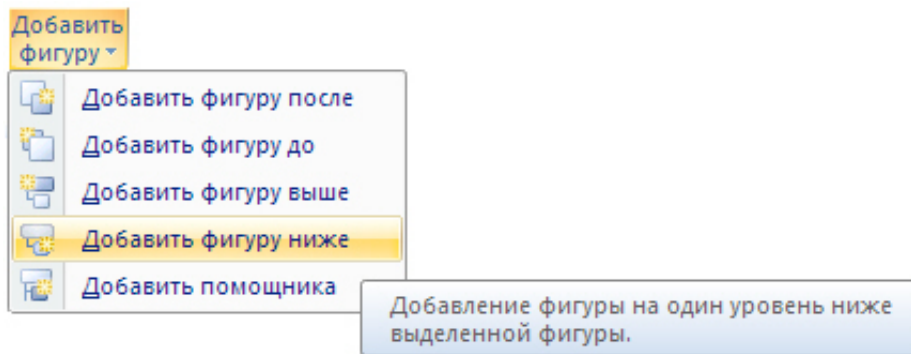 Добавить
фигуру
Добавить фигуру после
Добавить фигуру до
Добавить фигуру выше
Добавить фигуру ниже
Добавить помощника
Добавление фигуры на один уровень ниже
выделенной фигуры.